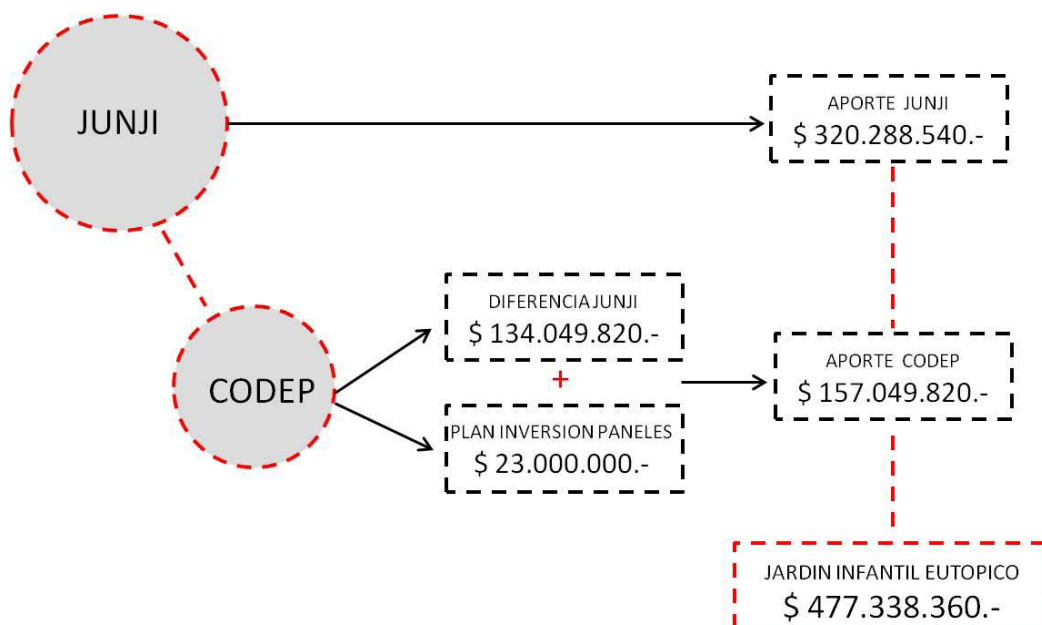 JUNJI
APORTE JUNJI
$ 320.288.540.-
CODEP
DIFERENCIA JUNJI
$ 134.049.820.-
+
PLAN INVERSION PANELES
$ 23.000.000.-
APORTE CODEP
$ 157.049.820.-
JARDIN INFANTIL EUTOPICO
$ 477.338.360.-